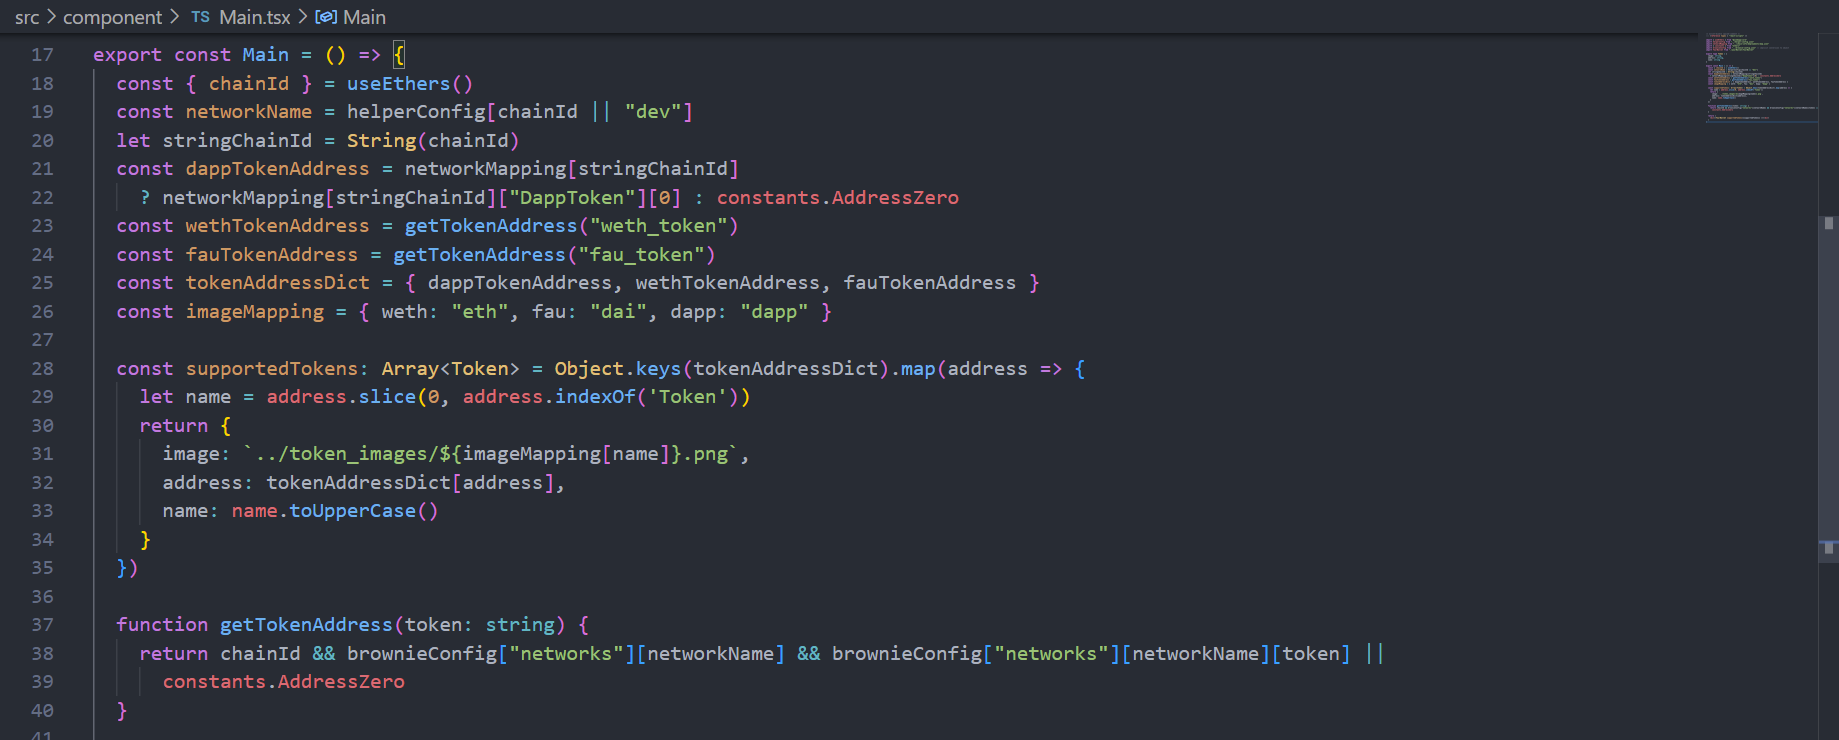 src > component > TS Main.tsx > Main
17 export const Main = () => {
18 const { chainId } = useEthers()
19 const networkName = helperConfig[chainId || "dev"]
20 let stringChainId = String(chainId)
21 const dappTokenAddress = networkMapping[stringChainId]
22 ? networkMapping[stringChainId]["DappToken"][0] : constants.AddressZero
23 const wethTokenAddress = getTokenAddress("weth_token")
24 const fauTokenAddress = getTokenAddress("fau_token")
25 const tokenAddressDict = { dappTokenAddress, wethTokenAddress, fauTokenAddress }
26 const imageMapping = { weth: "eth", fau: "dai", dapp: "dapp" }
27
28 const supportedTokens: Array<Token> = Object.keys(tokenAddressDict).map(address => {
29 let name = address.slice(0, address.indexOf('Token'))
30 return {
31 image: `../token_images/${imageMapping[name]}.png`,
32 address: tokenAddressDict[address],
33 name: name.toUpperCase()
34 }
35 })
36
37 function getTokenAddress(token: string) {
38 return chainId && brownieConfig["networks"][networkName] && brownieConfig["networks"][networkName][token] ||
39 constants.AddressZero
40 }
41